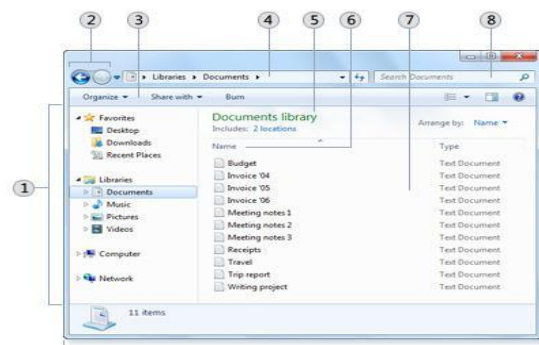 2 3 4 5 6 7 8
Libraries Documents Search Documents
Organize Share with Burn
1
Favorites
Desktop
Downloads
Recent Places
Libraries
Documents
Music
Pictures
Videos
Computer
Network
Documents library
Includes: 2 locations
Arrange by: Name
Name Type
Budget Text Document
Invoice '04 Text Document
Invoice '05 Text Document
Invoice '06 Text Document
Meeting notes 1 Text Document
Meeting notes 2 Text Document
Meeting notes 3 Text Document
Receipts Text Document
Travel Text Document
Trip report Text Document
Writing project Text Document
11 items